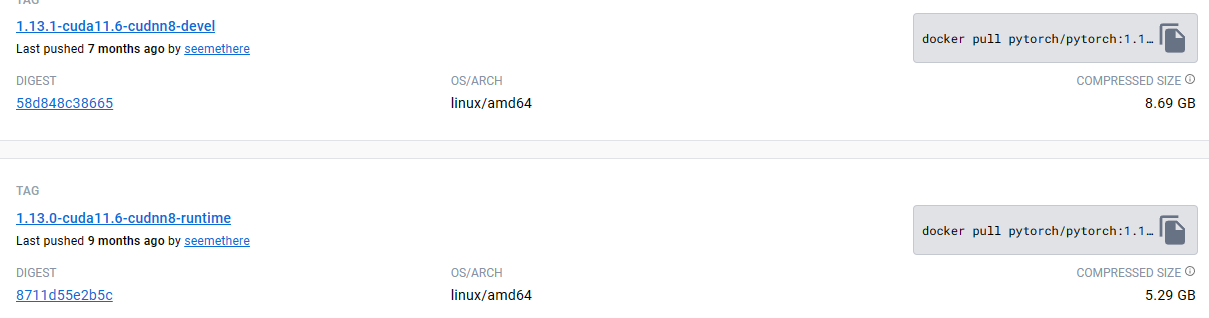 TAG
1.13.1-cuda11.6-cudnn8-devel
docker pull pytorch/pytorch:1.1…
Last pushed 7 months ago by seemethere
DIGEST OS/ARCH COMPRESSED SIZE
58d848c38665 linux/amd64 8.69 GB
TAG
1.13.0-cuda11.6-cudnn8-runtime
docker pull pytorch/pytorch:1.1…
Last pushed 9 months ago by seemethere
DIGEST OS/ARCH COMPRESSED SIZE
8711d55e2b5c linux/amd64 5.29 GB